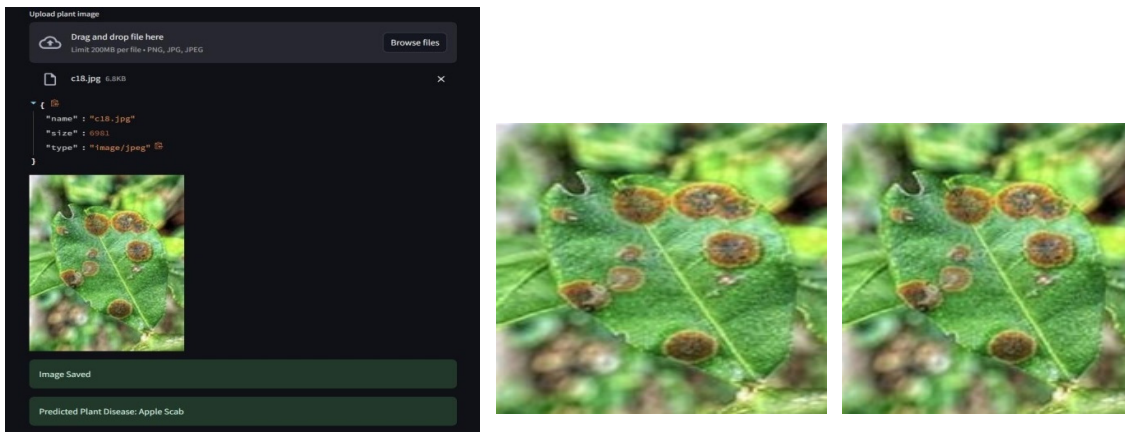 Upload plant image
Drag and drop file here
Limit 200MB per file • PNG, JPG, JPEG
Browse files
c18.jpg 6.8KB
{
"name" : "c18.jpg"
"size" : 6981
"type" : "image/jpeg"
}
Image Saved
Predicted Plant Disease: Apple Scab